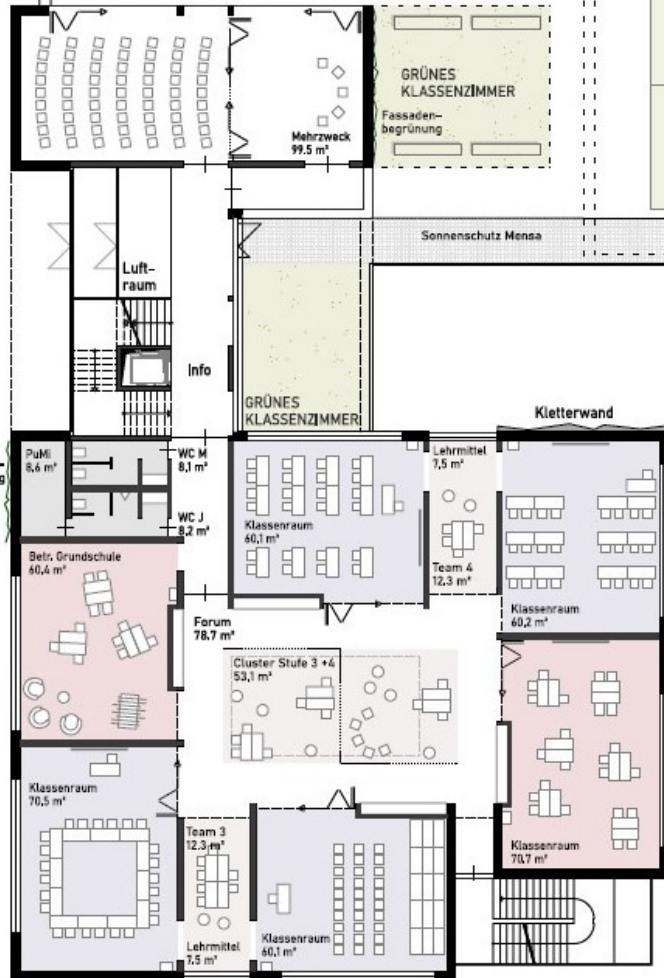 GRÜNES
KLASSENZIMMER
Fassaden-
begrünung
Mehrzweck
99.5 m²
Sonnenschutz Mensa
Luft-
raum
Info
GRÜNES
KLASSENZIMMER
Kletterwand
PuMi
8,6 m²
WC M
8,1 m²
WC J
8,2 m²
Klassenraum
60,1 m²
Lehrmittel
7,5 m²
Team 4
12.3 m²
Klassenraum
60,2 m²
Betr. Grundschule
60,4 m²
Forum
78.7 m²
Cluster Stufe 3 +4
53,1 m²
Klassenraum
70,5 m²
Team 3
12.3 m²
Lehrmittel
7,5 m²
Klassenraum
60,1 m²
Klassenraum
70,7 m²